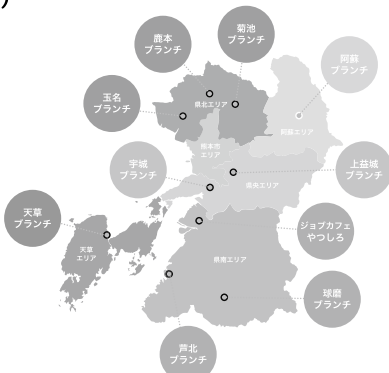 菊池
ブランチ
鹿本
ブランチ
阿蘇
ブランチ
玉名
ブランチ
県北エリア
阿蘇エリア
熊本市
エリア
宇城
ブランチ
上益城
ブランチ
県央エリア
天草
ブランチ
ジョブカフェ
やつしろ
天草
エリア
県南エリア
球磨
ブランチ
芦北
ブランチ